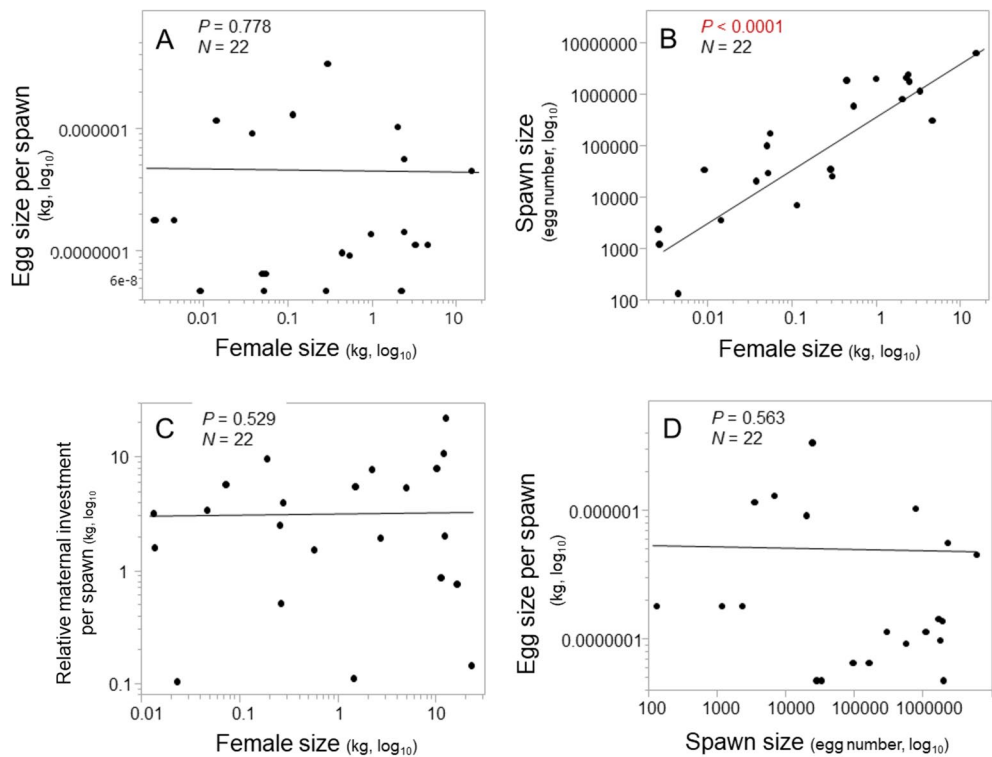 A
P = 0.778
N = 22
Egg size per spawn
(kg, log10)
0.000001
0.0000001
6e-8
0.01 0.1 1 10
Female size (kg, log10)
B
P < 0.0001
N = 22
Spawn size
(egg number, log10)
10000000
1000000
100000
10000
1000
100
0.01 0.1 1 10
Female size (kg, log10)
C
P = 0.529
N = 22
Relative maternal investment
per spawn (kg, log10
10
1
0.1
0.01 0.1 1 10
Female size (kg, log10)
D
P = 0.563
N = 22
Egg size per spawn
(kg, log10)
0.000001
0.0000001
100 1000 10000 100000 1000000
Spawn size (egg number, log10)